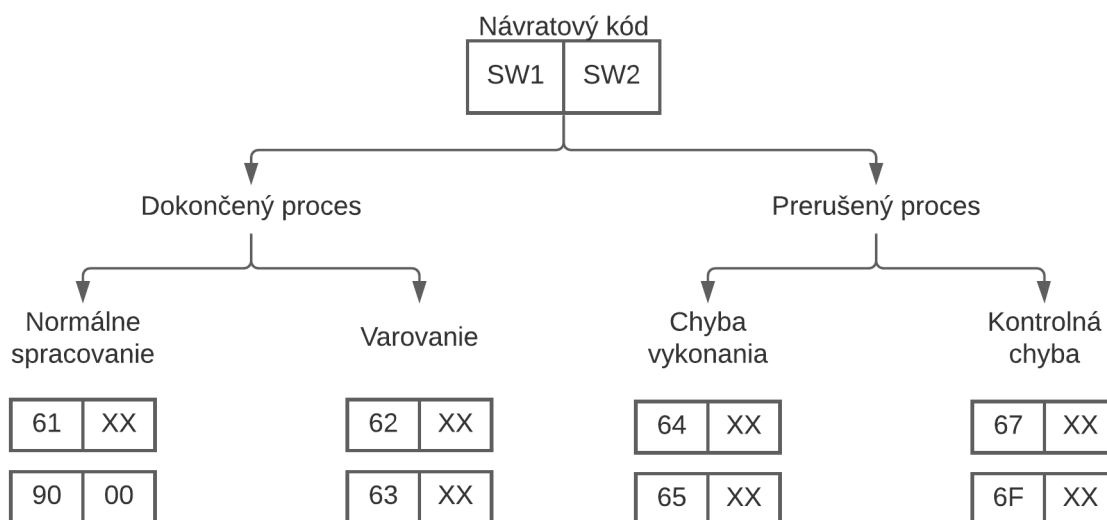 Návratový kód
SW1 SW2
Dokončený proces
Prerušený proces
Normálne
spracovanie
Varovanie
Chyba
vykonania
Kontrolná
chyba
61 XX
62 XX
64 XX
67 XX
90 00
63 XX
65 XX
6F XX